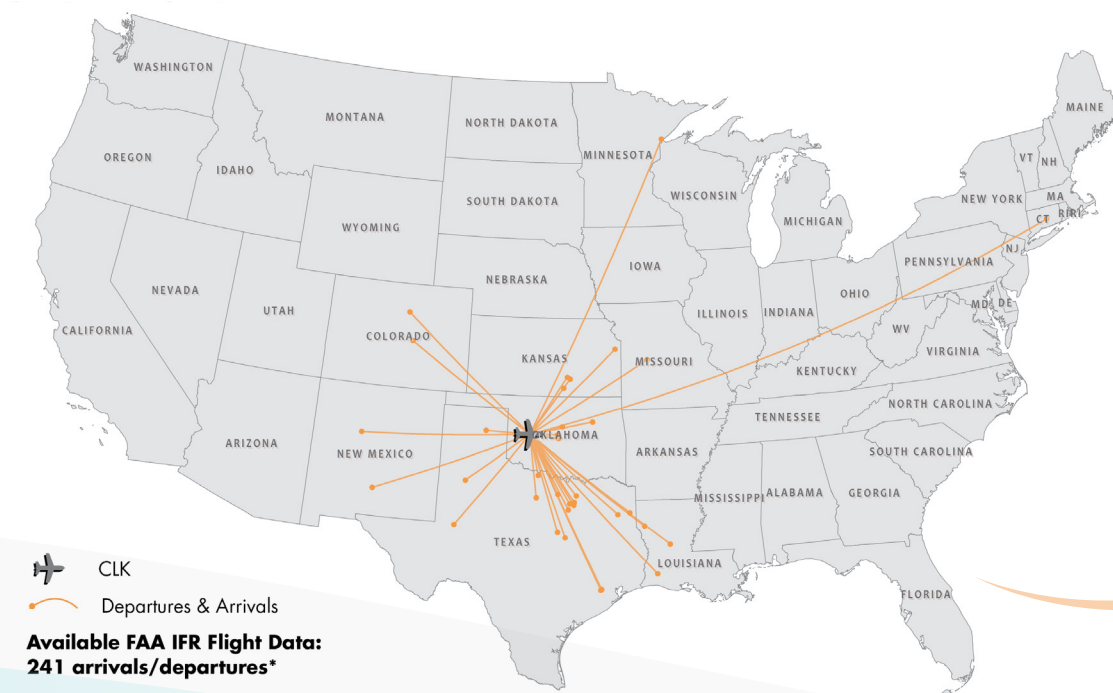 WASHINGTON
MONTANA
NORTH DAKOTA
MINNESOTA
MAINE
OREGON
IDAHO
VT
NH
WISCONSIN
NEW YORK
MA
SOUTH DAKOTA
MICHIGAN
CT
RIRI
WYOMING
PENNSYLVANIA
NJ
IOWA
NEBRASKA
NEVADA
OHIO
MD
DE
UTAH
ILLINOIS
INDIANA
CALIFORNIA
COLORADO
WV
VIRGINIA
KANSAS
MISSOURI
KENTUCKY
NORTH CAROLINA
TENNESSEE
ARIZONA
NEW MEXICO
OKLAHOMA
ARKANSAS
SOUTH CAROLINA
MISSISSIPPI
ALABAMA
GEORGIA
TEXAS
LOUISIANA
FLORIDA
CLK
Departures & Arrivals
Available FAA IFR Flight Data:
241 arrivals/departures*